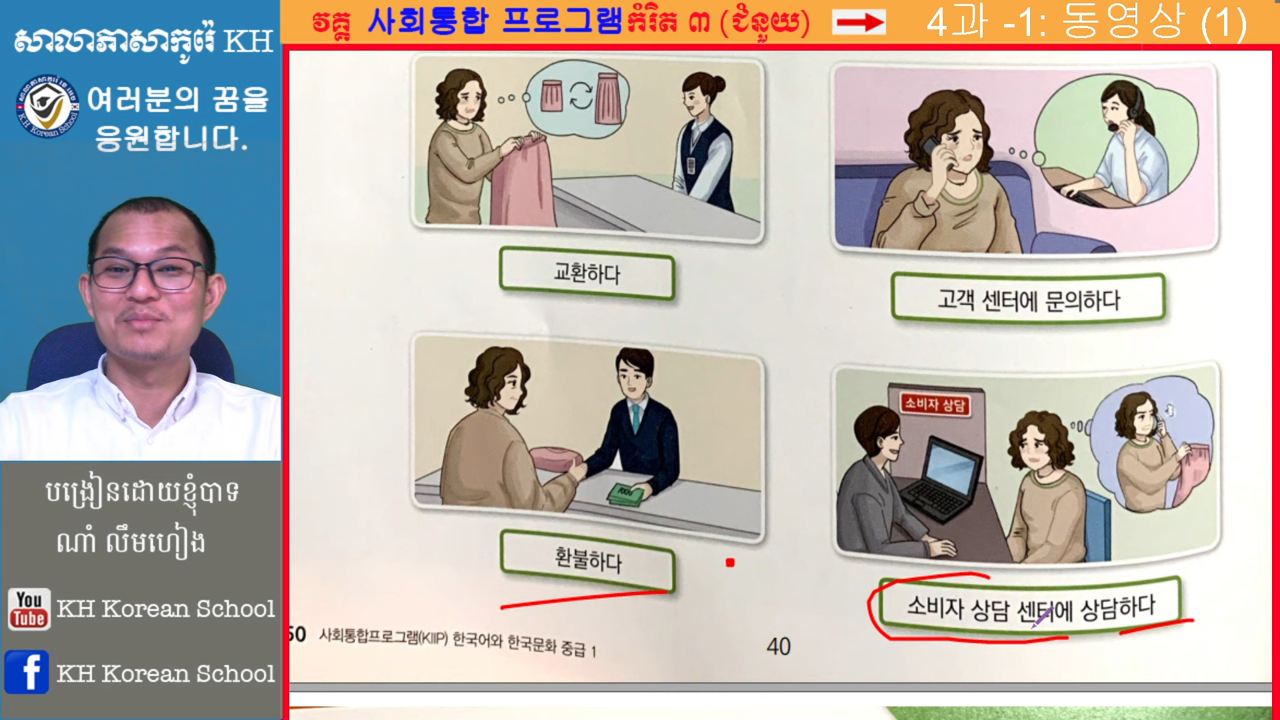 វគ្គ 사회통합 프로그램 កំរិត ៣ (ជំនួយ)
4과 -1: 동영상 (1)
សាលាភាសាកូរ៉េ KH
여러분의 꿈을
응원합니다.
KH Korean School
បង្រៀនដោយខ្ញុំបាទ
ណាំ លឹមហៀង
You
Tube
KH Korean School
f KH Korean School
교환하다
고객 센터에 문의하다
환불하다
소비자 상담
소비자 상담 센터에 상담하다
50 사회통합프로그램(KIIP) 한국어와 한국문화 중급 1
40